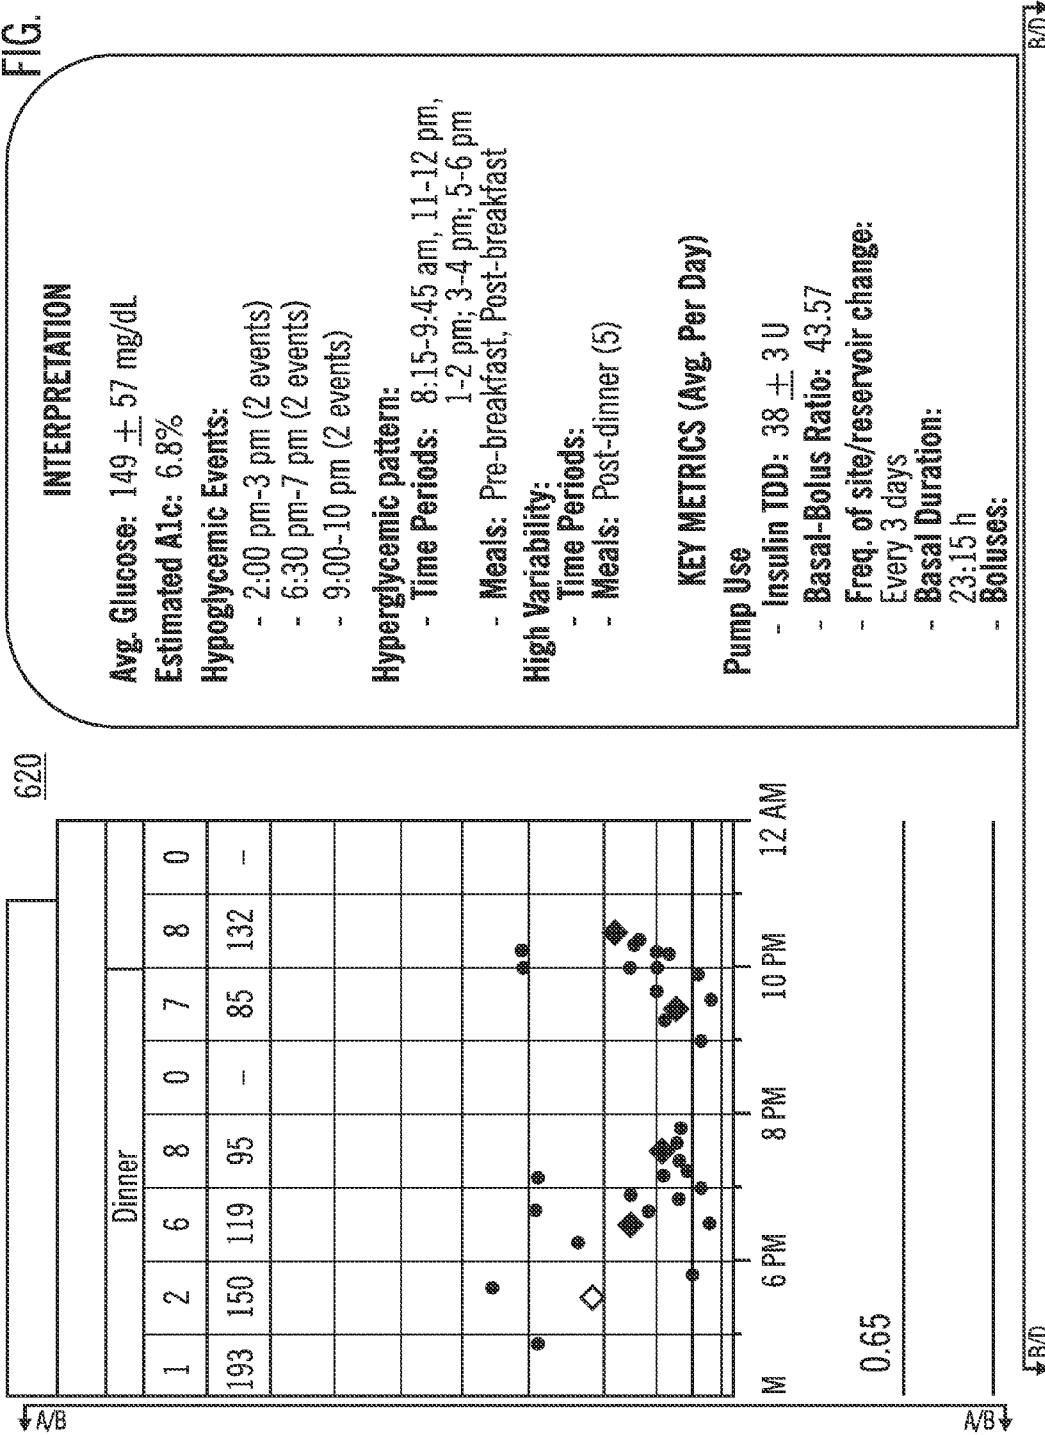 FIG.
620
Dinner
1 2 6 8 0 7 8 0
193 150 119 95 – 85 132 –
M 6 PM 8 PM 10 PM 12 AM
0.65
INTERPRETATION
Avg. Glucose: 149 ± 57 mg/dL
Estimated A1c: 6.8%
Hypoglycemic Events:
- 2:00 pm-3 pm (2 events)
- 6:30 pm-7 pm (2 events)
- 9:00-10 pm (2 events)
Hyperglycemic pattern:
- Time Periods: 8:15-9:45 am, 11-12 pm,
1-2 pm; 3-4 pm; 5-6 pm
- Meals: Pre-breakfast, Post-breakfast
High Variability:
- Time Periods:
- Meals: Post-dinner (5)
KEY METRICS (Avg. Per Day)
Pump Use
- Insulin TDD: 38 ± 3 U
- Basal-Bolus Ratio: 43.57
- Freq. of site/reservoir change:
Every 3 days
- Basal Duration:
23:15 h
- Boluses:
A/B
A/B
B/D
B/D